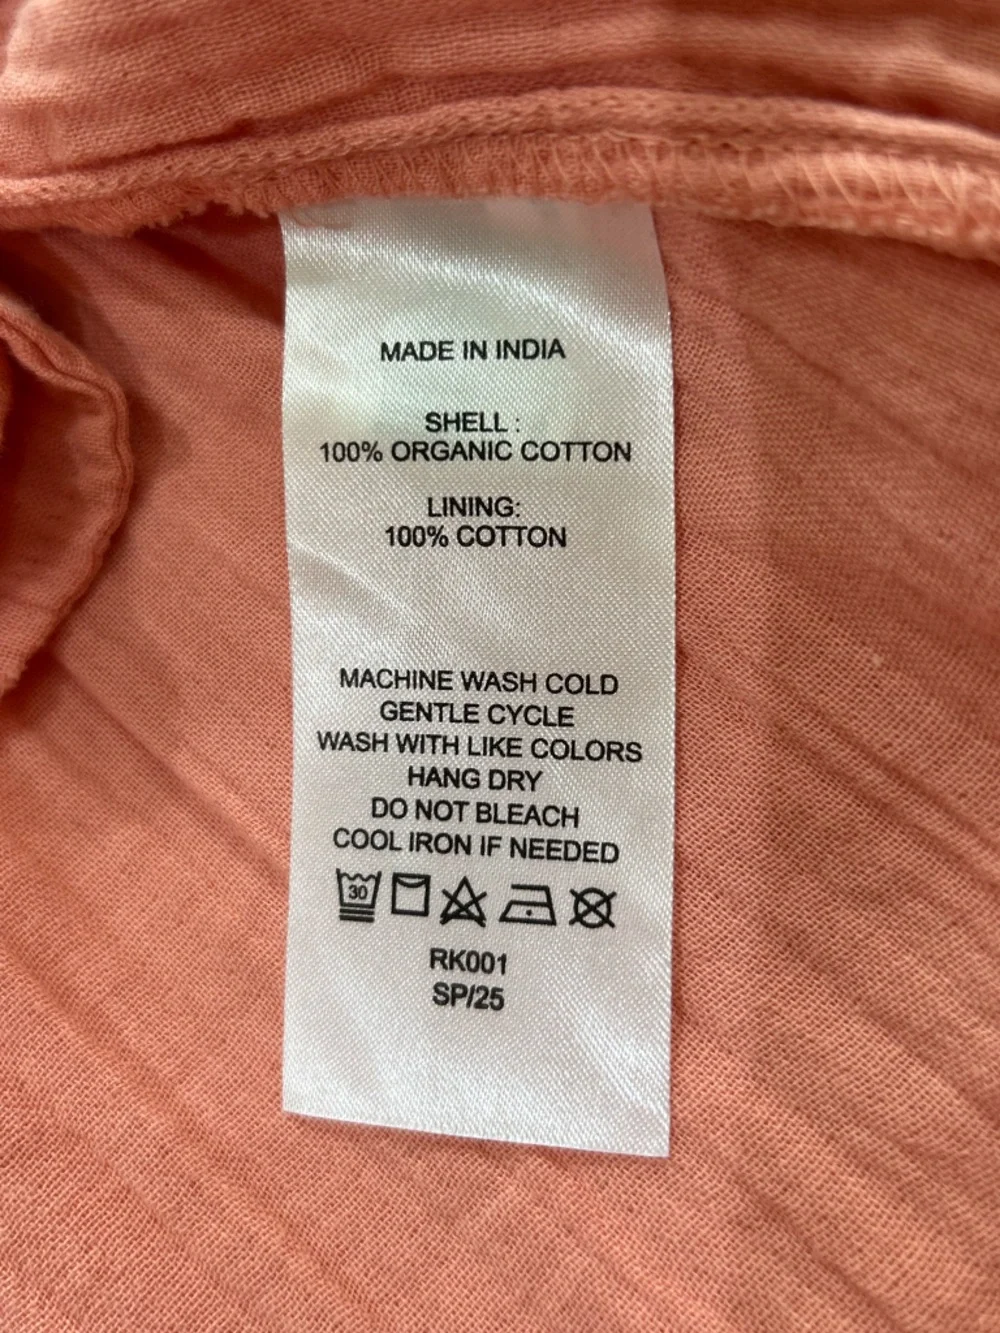 MADE IN INDIA
SHELL :
100% ORGANIC COTTON
LINING:
100% COTTON
MACHINE WASH COLD
GENTLE CYCLE
WASH WITH LIKE COLORS
HANG DRY
DO NOT BLEACH
COOL IRON IF NEEDED
30
RK001
SP/25